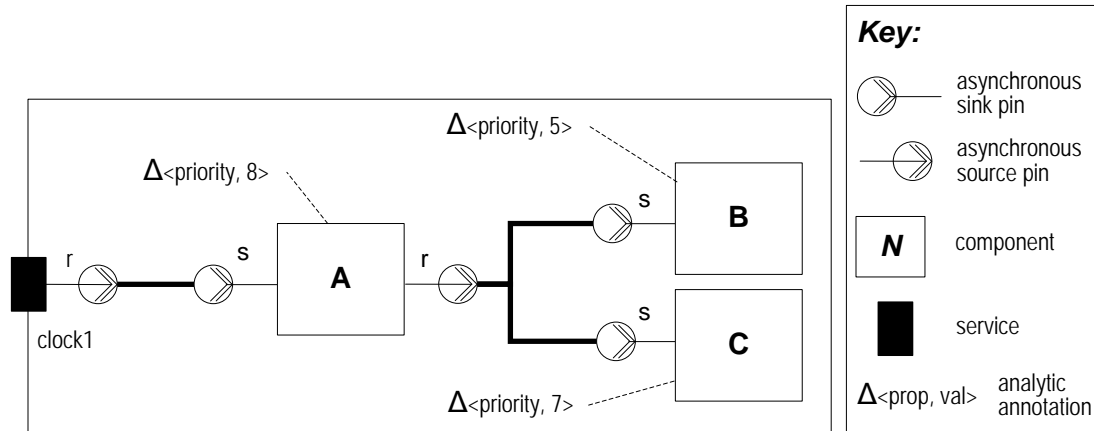 Key:
asynchronous
sink pin
Δ<priority, 5>
asynchronous
source pin
Δ<priority, 8>
s
B
r
s
A
r
N
component
s
C
clock1
service
Δ<priority, 7>
Δ<prop, val>
analytic
annotation